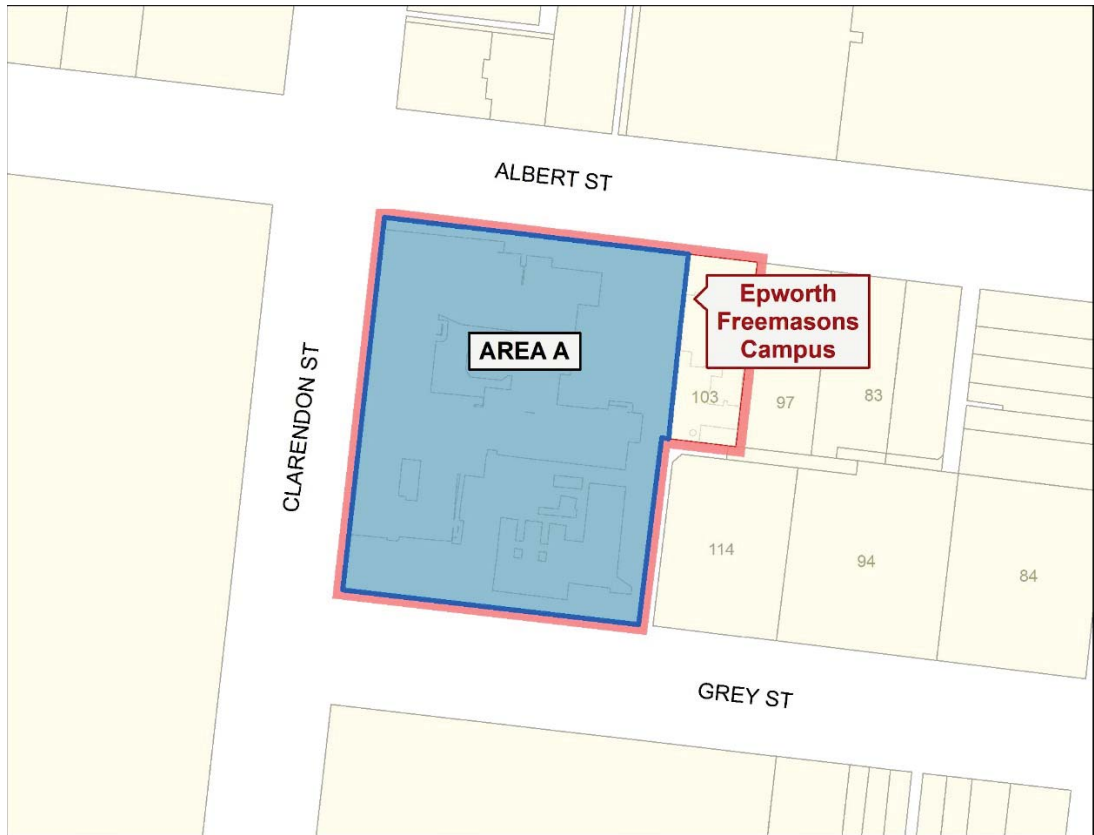 ALBERT ST
CLARENDON ST
AREA A
Epworth
Freemasons
Campus
103
97
83
114
94
84
GREY ST